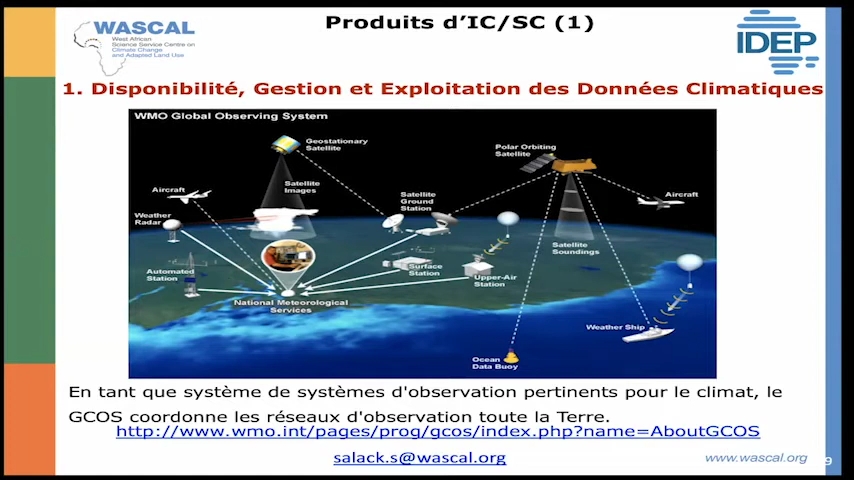 WASCAL
West African
Science Service Centre on
Climate Change
and Adapted Land Use
Produits d'IC/SC (1)
IDEP
1. Disponibilité, Gestion et Exploitation des Données Climatiques
WMO Global Observing System
Geostationary
Satellite
Polar Orbiting
Satellite
Aircraft
Satellite
Images
Satellite
Ground
Station
Aircraft
Weather
Radar
Satellite
Soundings
Automated
Station
Surface
Station
Upper-Air
Station
National Meteorological
Services
Weather Ship
Ocean
Data Buoy
En tant que système de systèmes d'observation pertinents pour le climat, le
GCOS coordonne les réseaux d'observation toute la Terre.
http://www.wmo.int/pages/prog/gcos/index.php?name=AboutGCOS
salack.s@wascal.org
www.wascal.org
9